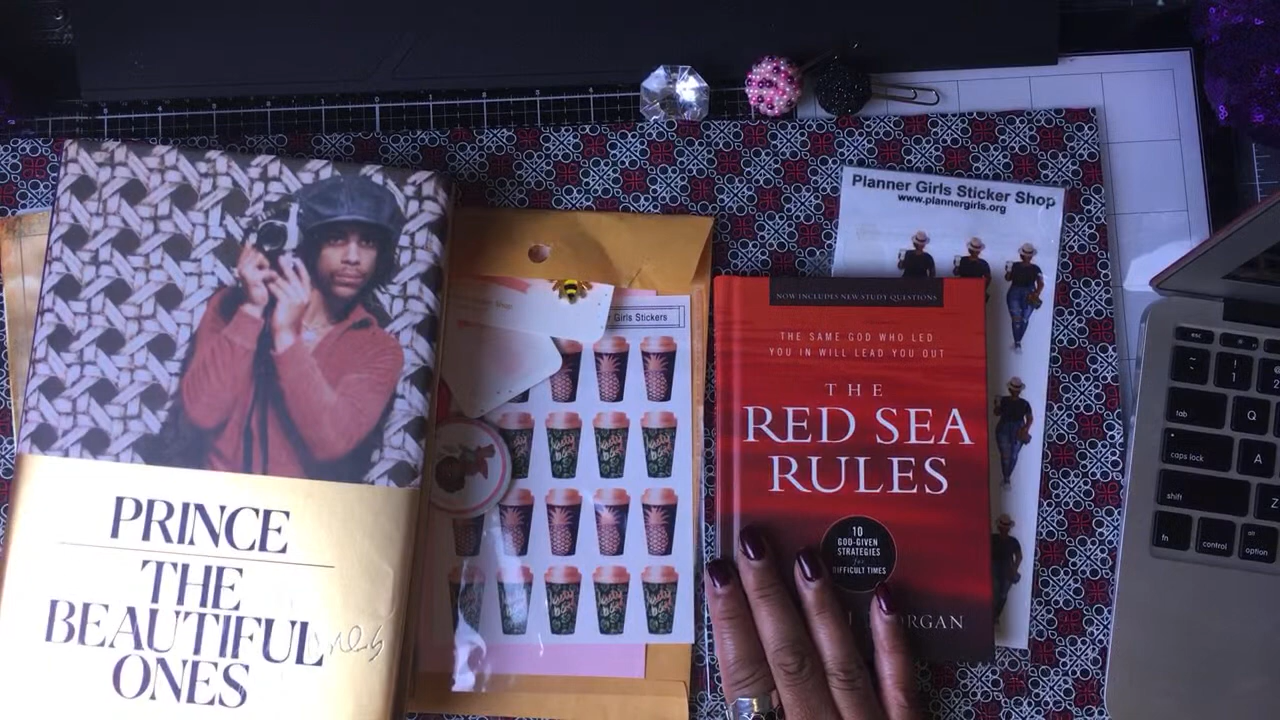 PRINCE
THE
BEAUTIFUL
ONES
Girls Stickers
NOW INCLUDES NEW STUDY QUESTIONS
THE SAME GOD WHO LED
YOU IN WILL LEAD YOU OUT
THE
RED SEA
RULES
10
GOD-GIVEN
STRATEGIES
for
DIFFICULT TIMES
Planner Girls Sticker Shop
www.plannergirls.org
esc
tab
Q
caps lock
A
shift
Z
fn
control
option